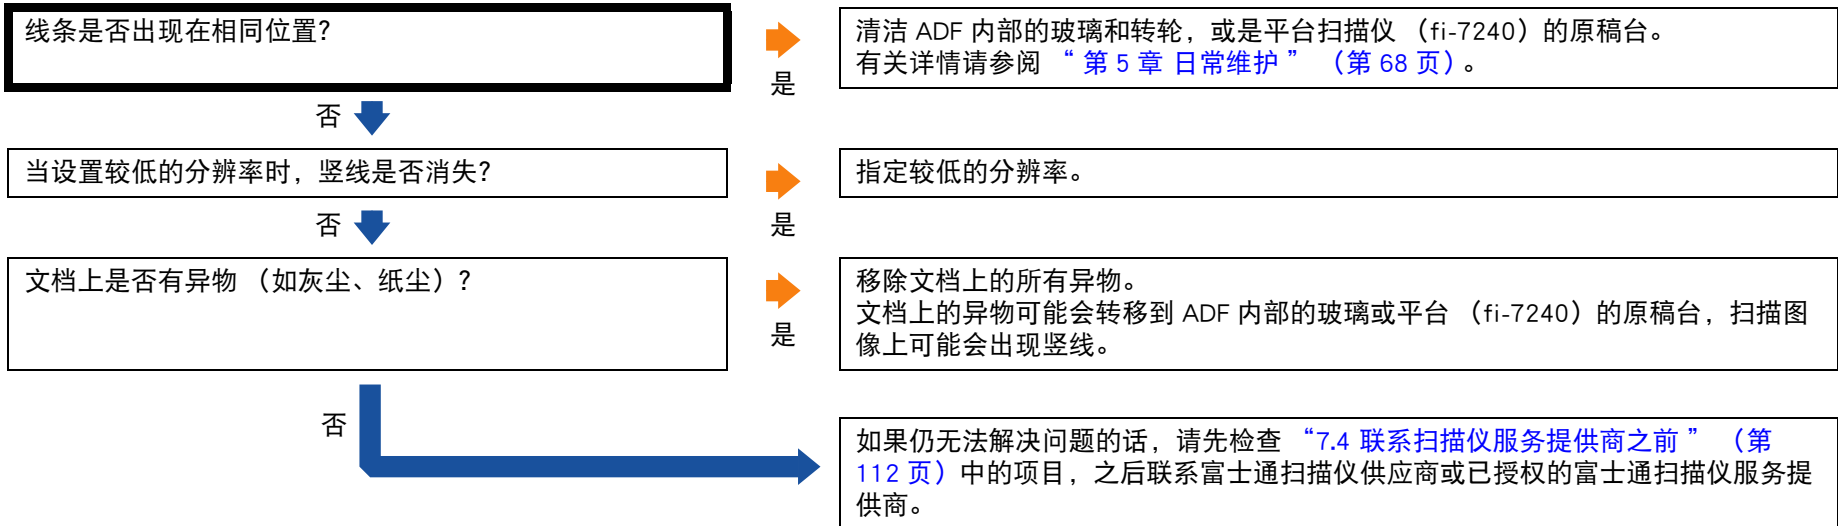 线条是否出现在相同位置?
是
清洁 ADF 内部的玻璃和转轮，或是平台扫描仪 （fi-7240）的原稿台。
有关详情请参阅 “ 第 5 章 日常维护 ” （第 68 页）。
否
当设置较低的分辨率时，竖线是否消失?
是
指定较低的分辨率。
否
文档上是否有异物 （如灰尘、纸尘）?
是
移除文档上的所有异物。
文档上的异物可能会转移到 ADF 内部的玻璃或平台 （fi-7240）的原稿台，扫描图
像上可能会出现竖线。
否
如果仍无法解决问题的话，请先检查 “7.4 联系扫描仪服务提供商之前 ” （第
112 页）中的项目，之后联系富士通扫描仪供应商或已授权的富士通扫描仪服务提
供商。